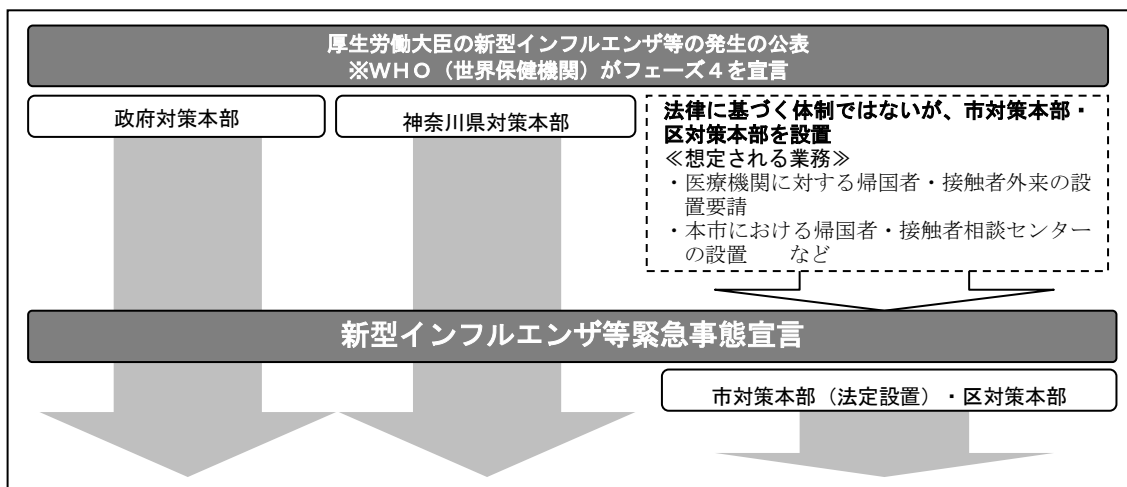 厚生労働大臣の新型インフルエンザ等の発生の公表
※ＷＨＯ（世界保健機関）がフェーズ４を宣言
政府対策本部
神奈川県対策本部
法律に基づく体制ではないが、市対策本部・
区対策本部を設置
≪想定される業務≫
・医療機関に対する帰国者・接触者外来の設
置要請
・本市における帰国者・接触者相談センター
の設置　　など
新型インフルエンザ等緊急事態宣言
市対策本部（法定設置）・区対策本部